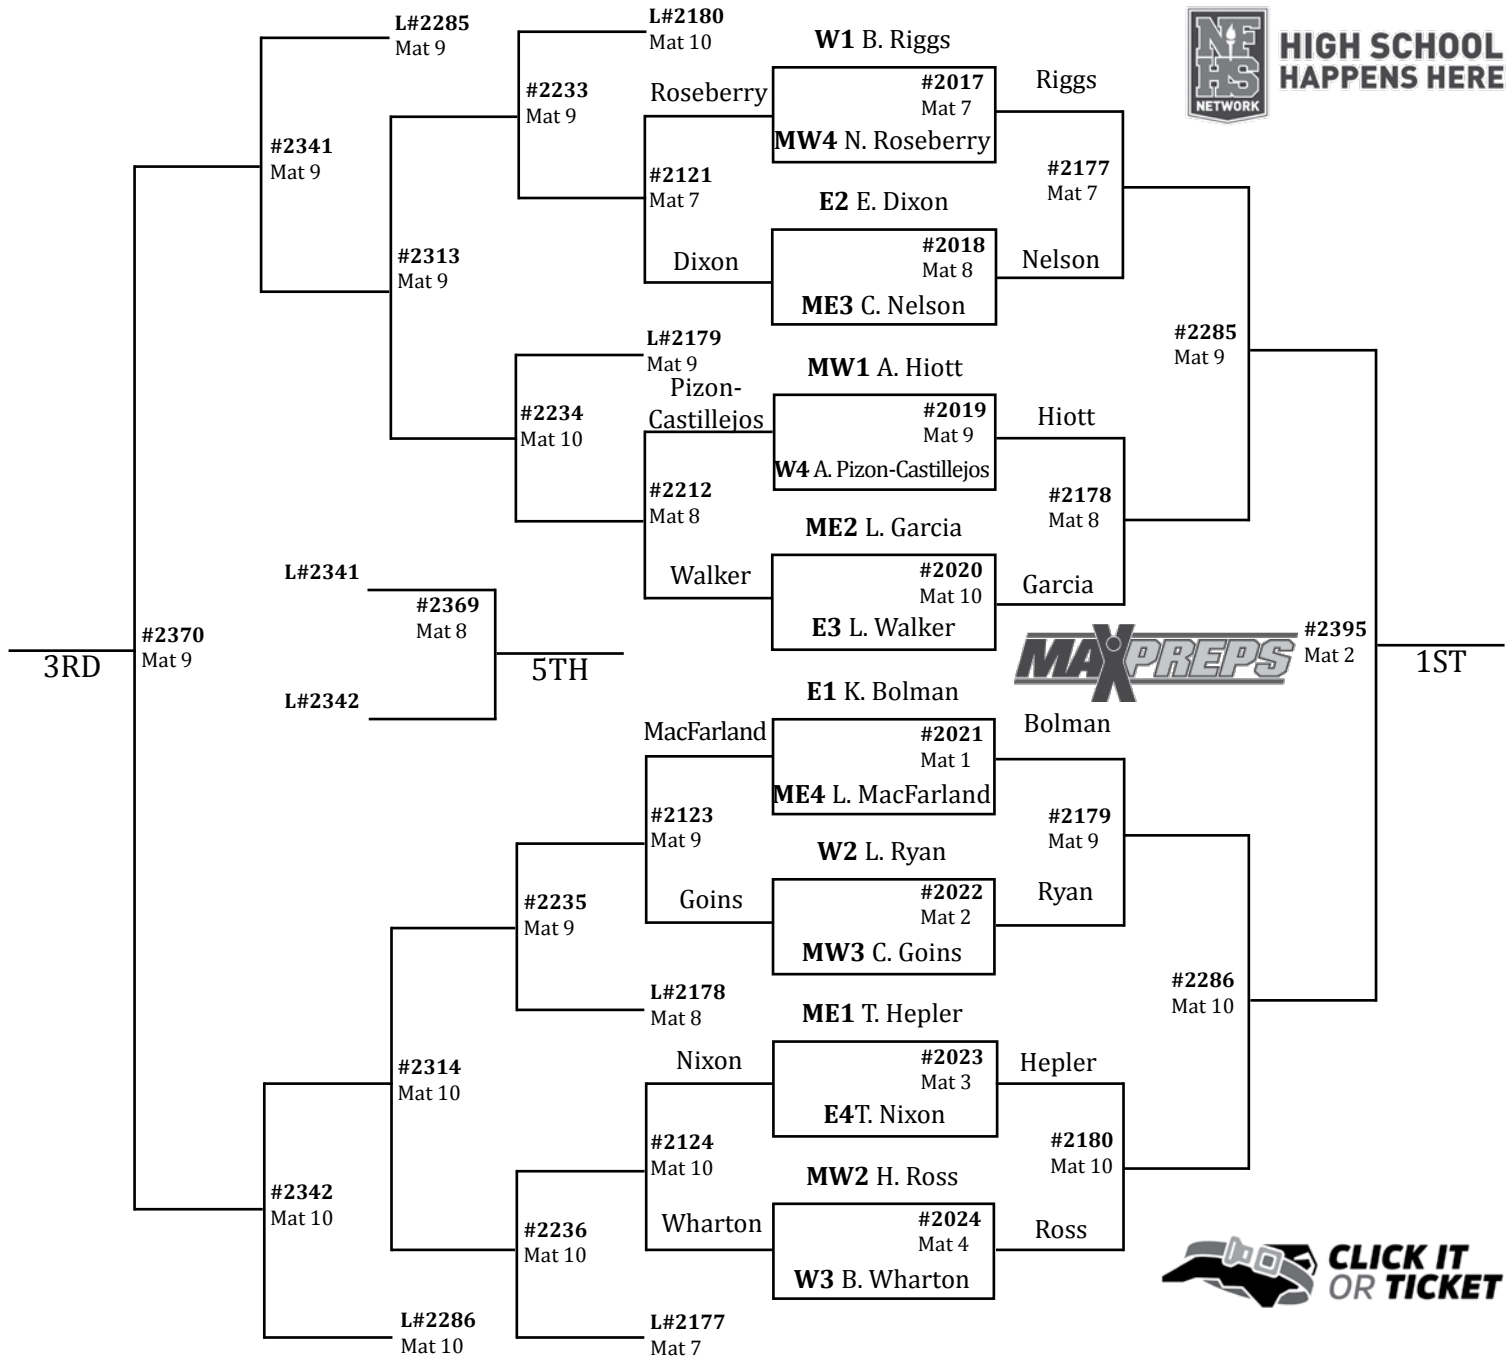 L#2285
Mat 9
L#2180
Mat 10
W1 B. Riggs
NFHS
NETWORK
HIGH SCHOOL
HAPPENS HERE
#2233
Mat 9
Roseberry
#2017
Mat 7
Riggs
MW4 N. Roseberry
#2341
Mat 9
#2121
Mat 7
#2177
Mat 7
E2 E. Dixon
#2313
Mat 9
Dixon
#2018
Mat 8
Nelson
ME3 C. Nelson
L#2179
Mat 9
#2285
Mat 9
MW1 A. Hiott
Pizon-
Castillejos
#2234
Mat 10
#2019
Mat 9
Hiott
W4 A. Pizon-Castillejos
#2212
Mat 8
#2178
Mat 8
ME2 L. Garcia
L#2341
Walker
#2020
Mat 10
Garcia
#2369
Mat 8
E3 L. Walker
#2370
Mat 9
3RD
5TH
MAXPREPS
#2395
Mat 2
1ST
L#2342
E1 K. Bolman
MacFarland
#2021
Mat 1
Bolman
ME4 L. MacFarland
#2123
Mat 9
#2179
Mat 9
W2 L. Ryan
#2235
Mat 9
Goins
#2022
Mat 2
Ryan
MW3 C. Goins
L#2178
Mat 8
#2286
Mat 10
ME1 T. Hepler
#2314
Mat 10
Nixon
#2023
Mat 3
Hepler
E4T. Nixon
#2124
Mat 10
#2180
Mat 10
MW2 H. Ross
#2342
Mat 10
#2236
Mat 10
Wharton
#2024
Mat 4
Ross
W3 B. Wharton
CLICK IT
OR TICKET
L#2286
Mat 10
L#2177
Mat 7